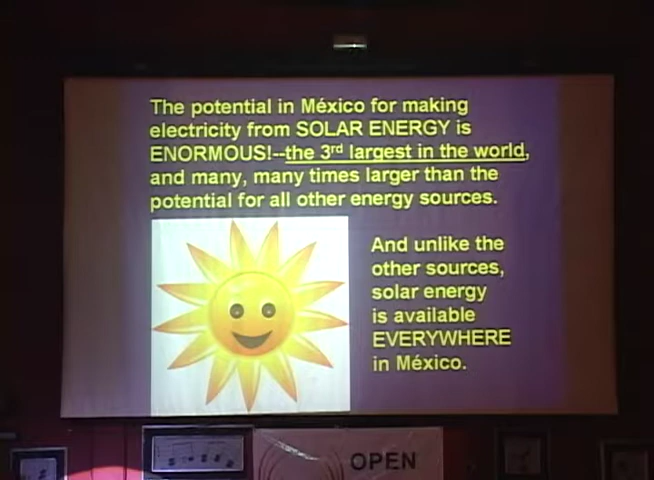 The potential in México for making
electricity from SOLAR ENERGY is
ENORMOUS!--the 3rd largest in the world,
and many, many times larger than the
potential for all other energy sources.
And unlike the
other sources,
solar energy
is available
EVERYWHERE
in México.
OPEN